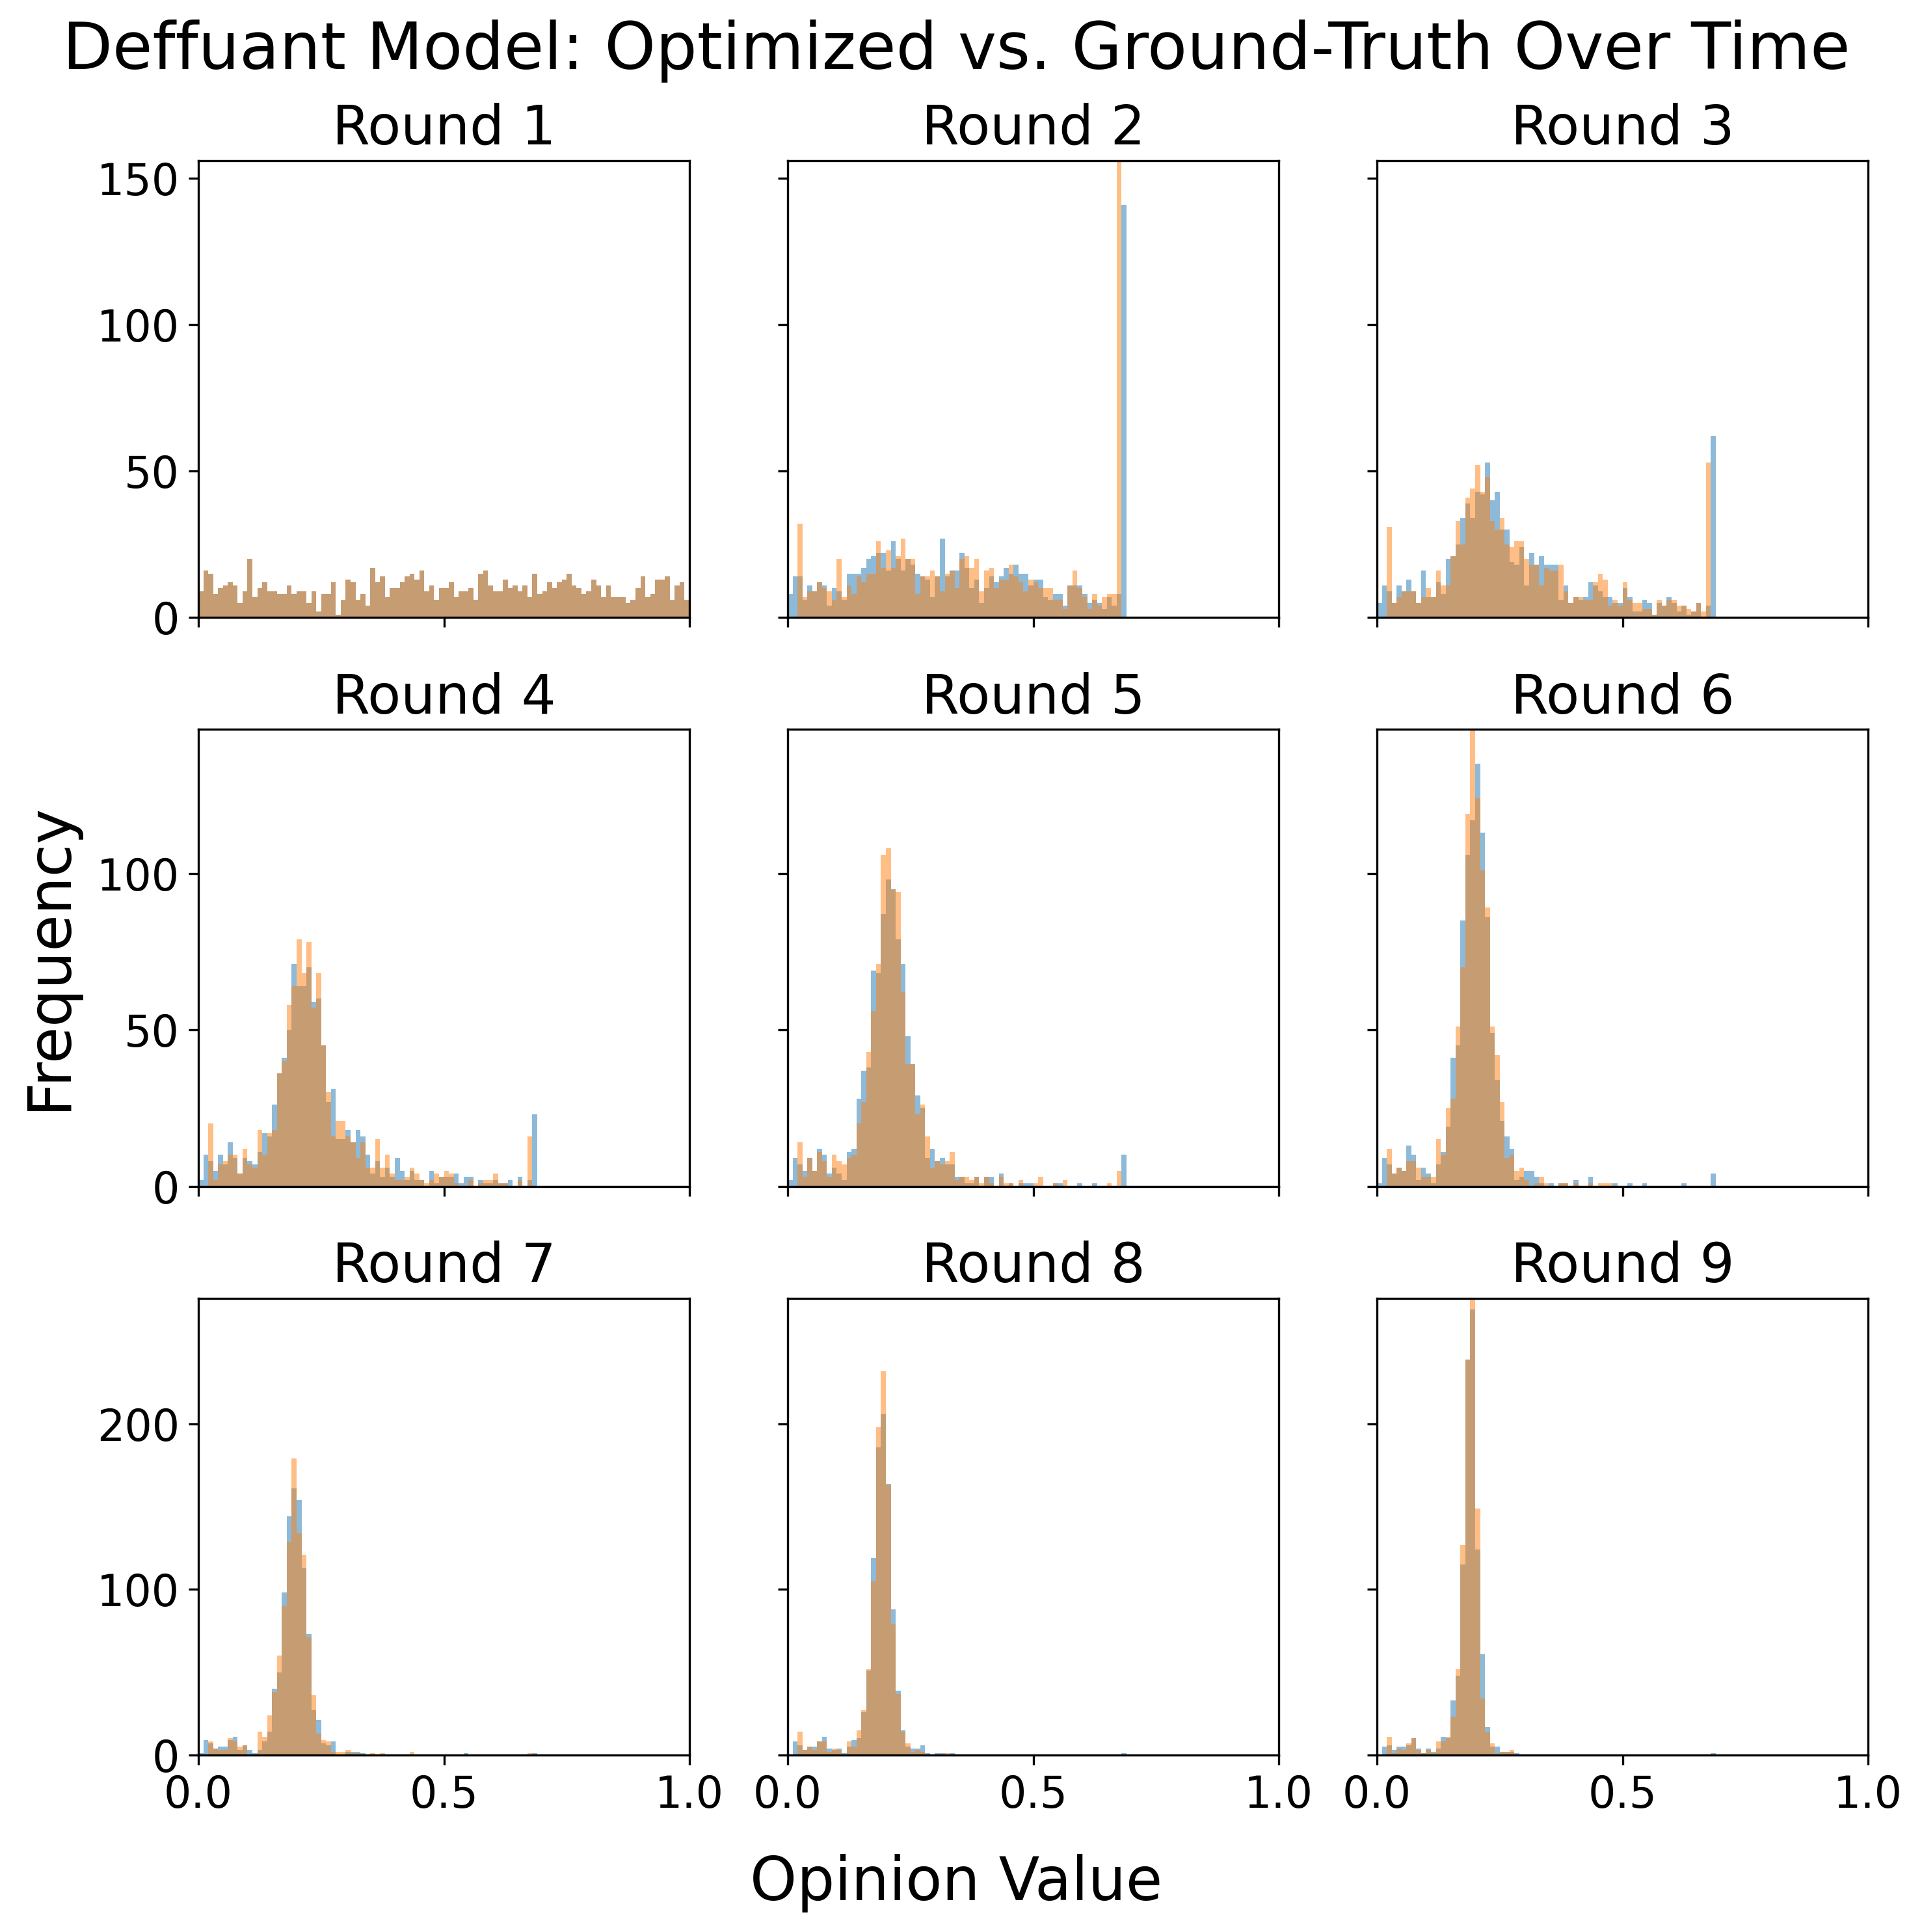 Deffuant Model: Optimized vs. Ground-Truth Over Time
Round 1
Round 2
Round 3
150
100
50
0
Round 4
Round 5
Round 6
Frequency
100
50
0
Round 7
Round 8
Round 9
200
100
0
0.0 0.5 1.0
0.0 0.5 1.0
0.0 0.5 1.0
Opinion Value